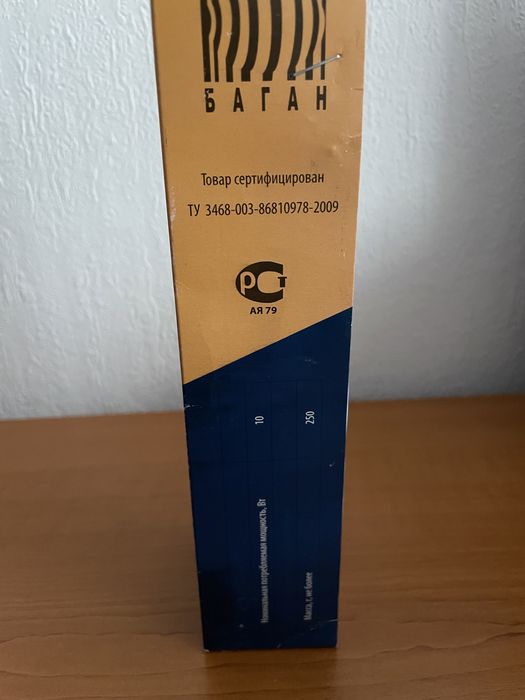 БАГАН
Товар сертифицирован
ТУ 3468-003-86810978-2009
РСТ
АЯ 79
Номинальная потребляемая мощность, Вт 10
Масса, г, не более 250